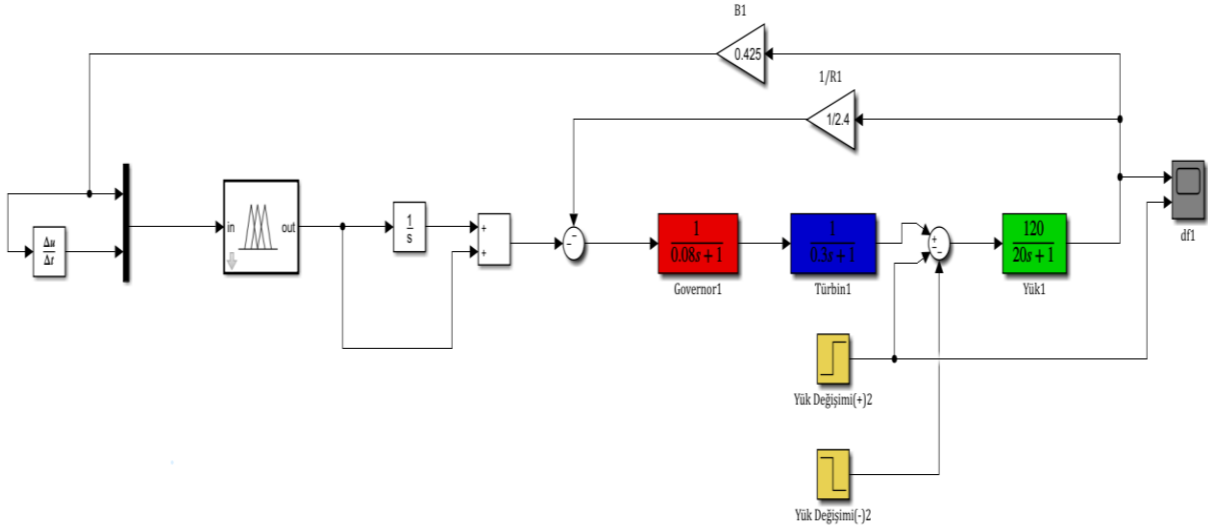 B1
0.425
1/R1
1/2.4
Δu
Δt
in
out
1
s
+
+
−
−
1
0.08s + 1
Governor1
1
0.3s + 1
Türbin1
+
−
−
120
20s + 1
Yük1
df1
Yük Değişimi(+)2
Yük Değişimi(-)2